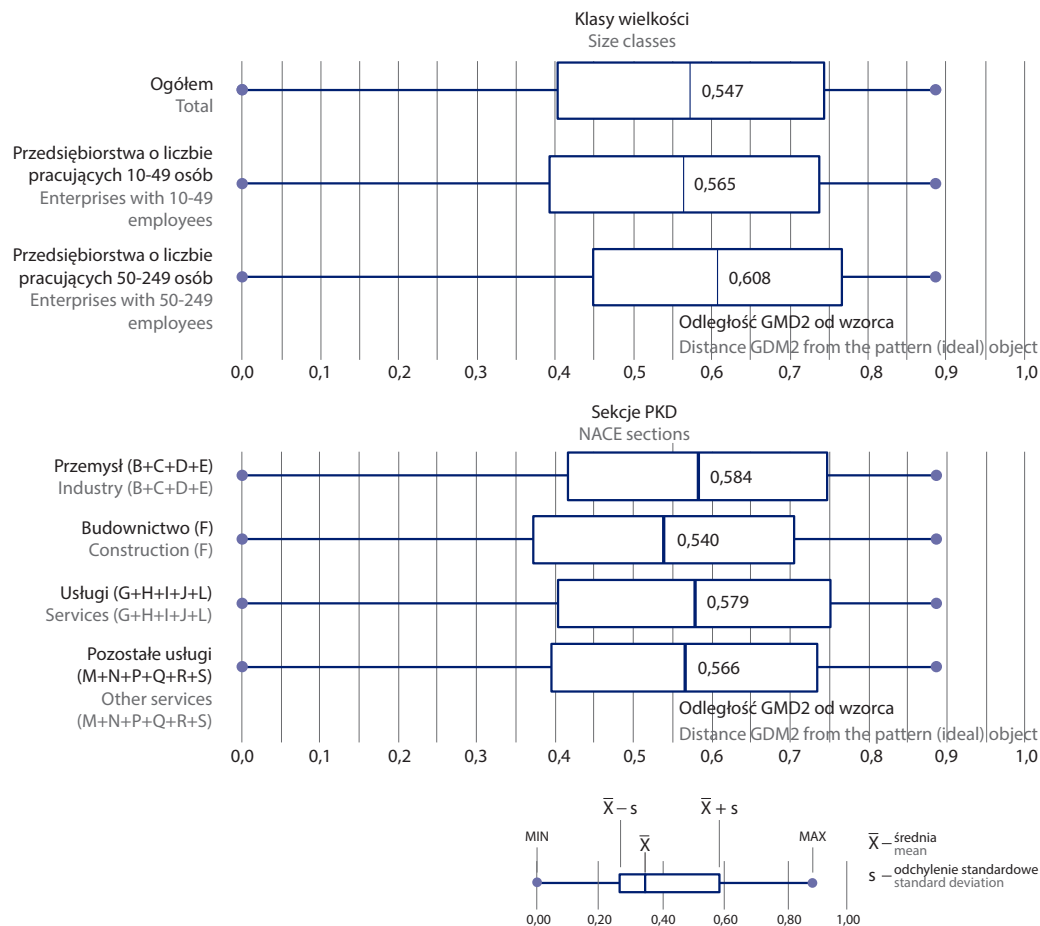 Klasy wielkości
Size classes
Ogółem
Total
0,547
Przedsiębiorstwa o liczbie
pracujących 10-49 osób
Enterprises with 10-49
employees
0,565
Przedsiębiorstwa o liczbie
pracujących 50-249 osób
Enterprises with 50-249
employees
0,608
Odległość GMD2 od wzorca
Distance GDM2 from the pattern (ideal) object
0,0 0,1 0,2 0,3 0,4 0,5 0,6 0,7 0,8 0,9 1,0
Sekcje PKD
NACE sections
Przemysł (B+C+D+E)
Industry (B+C+D+E)
0,584
Budownictwo (F)
Construction (F)
0,540
Usługi (G+H+I+J+L)
Services (G+H+I+J+L)
0,579
Pozostałe usługi
(M+N+P+Q+R+S)
Other services
(M+N+P+Q+R+S)
0,566
Odległość GMD2 od wzorca
Distance GDM2 from the pattern (ideal) object
0,0 0,1 0,2 0,3 0,4 0,5 0,6 0,7 0,8 0,9 1,0
X̅ – s X̅ + s
MIN X̅ MAX
X̅ – średnia
mean
s – odchylenie standardowe
standard deviation
0,00 0,20 0,40 0,60 0,80 1,00